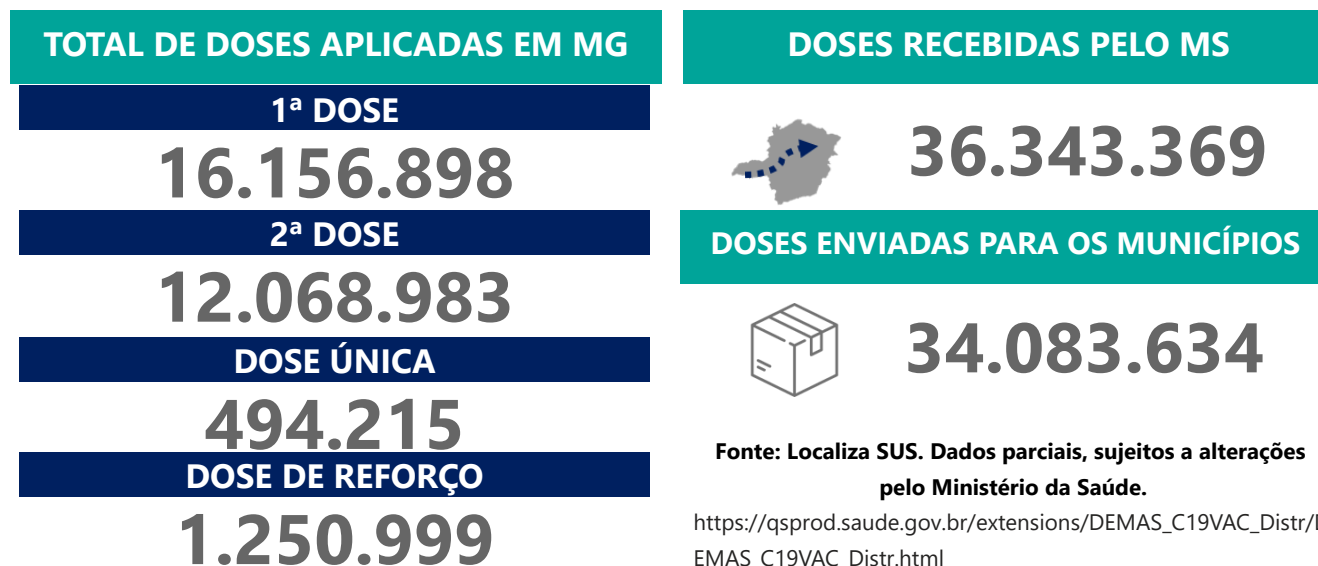 TOTAL DE DOSES APLICADAS EM MG
1ª DOSE
16.156.898
2ª DOSE
12.068.983
DOSE ÚNICA
494.215
DOSE DE REFORÇO
1.250.999
DOSES RECEBIDAS PELO MS
36.343.369
DOSES ENVIADAS PARA OS MUNICÍPIOS
34.083.634
Fonte: Localiza SUS. Dados parciais, sujeitos a alterações
pelo Ministério da Saúde.
https://qsprod.saude.gov.br/extensions/DEMAS_C19VAC_Distr/
EMAS_C19VAC_Distr.html